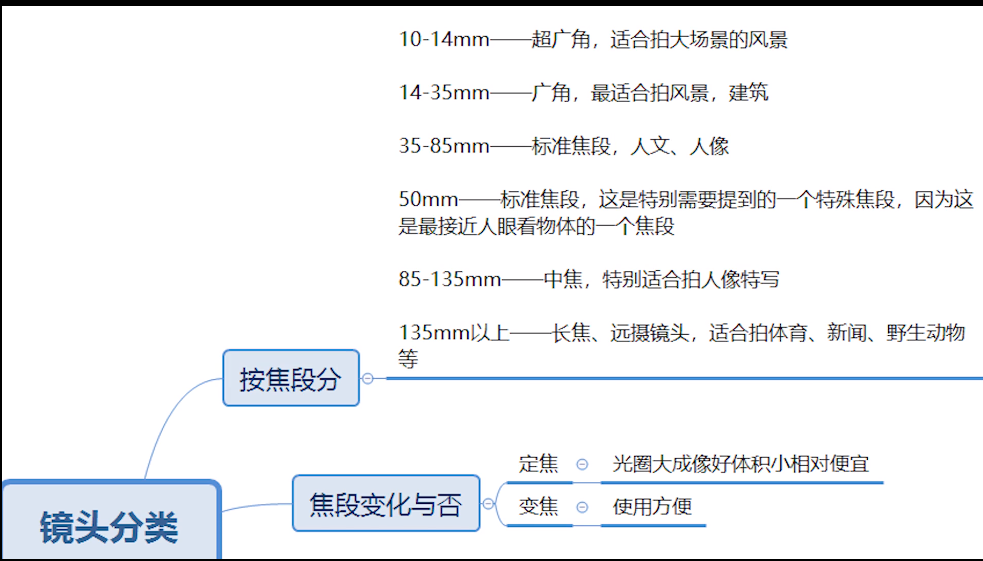 10-14mm——超广角，适合拍大场景的风景
14-35mm——广角，最适合拍风景，建筑
35-85mm——标准焦段，人文、人像
50mm——标准焦段，这是特别需要提到的一个特殊焦段，因为这
是最接近人眼看物体的一个焦段
85-135mm——中焦，特别适合拍人像特写
135mm以上——长焦、远摄镜头，适合拍体育、新闻、野生动物
等
按焦段分
定焦 光圈大成像好体积小相对便宜
焦段变化与否
变焦 使用方便
镜头分类